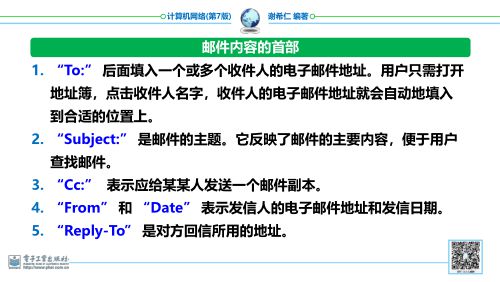 计算机网络(第7版) 谢希仁 编著
邮件内容的首部
1. “To:” 后面填入一个或多个收件人的电子邮件地址。用户只需打开
地址簿，点击收件人名字，收件人的电子邮件地址就会自动地填入
到合适的位置上。
2. “Subject:” 是邮件的主题。它反映了邮件的主要内容，便于用户
查找邮件。
3. “Cc:” 表示应给某某人发送一个邮件副本。
4. “From” 和 “Date” 表示发信人的电子邮件地址和发信日期。
5. “Reply-To” 是对方回信所用的地址。
电子工业出版社
http://www.phei.com.cn